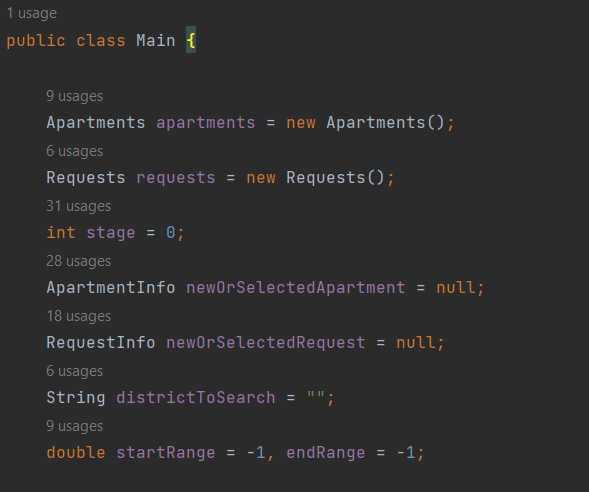 1 usage
public class Main {
9 usages
Apartments apartments = new Apartments();
6 usages
Requests requests = new Requests();
31 usages
int stage = 0;
28 usages
ApartmentInfo newOrSelectedApartment = null;
18 usages
RequestInfo newOrSelectedRequest = null;
6 usages
String districtToSearch = "";
9 usages
double startRange = -1, endRange = -1;